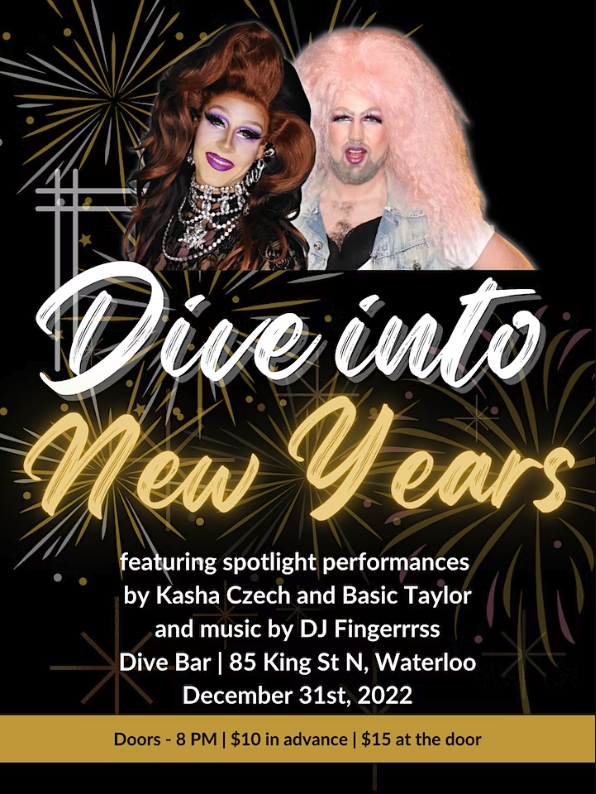 Dive into
New Years
featuring spotlight performances
by Kasha Czech and Basic Taylor
and music by DJ Fingerrrss
Dive Bar | 85 King St N, Waterloo
December 31st, 2022
Doors - 8 PM | $10 in advance | $15 at the door